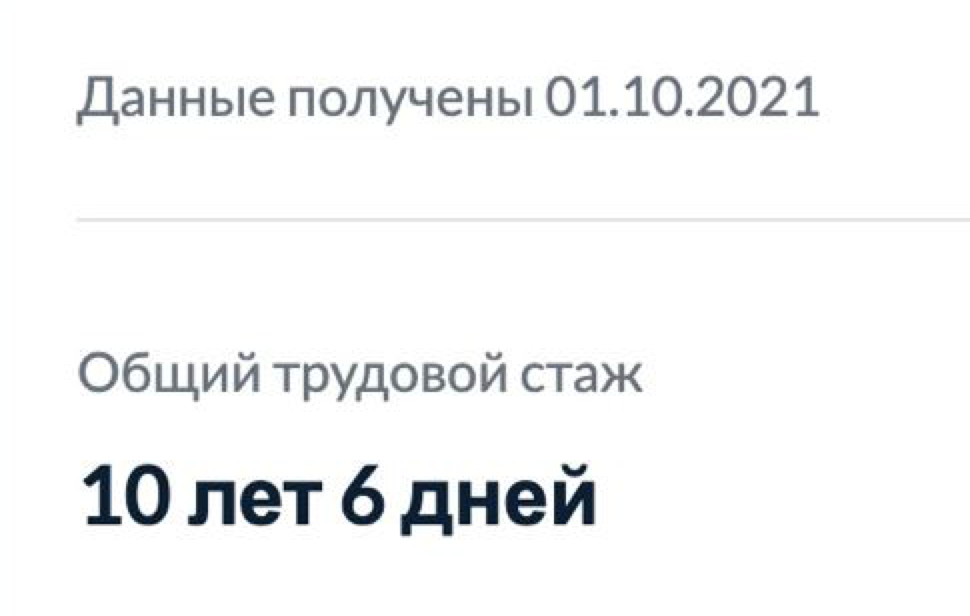 Данные получены 01.10.2021
Общий трудовой стаж
10 лет 6 дней